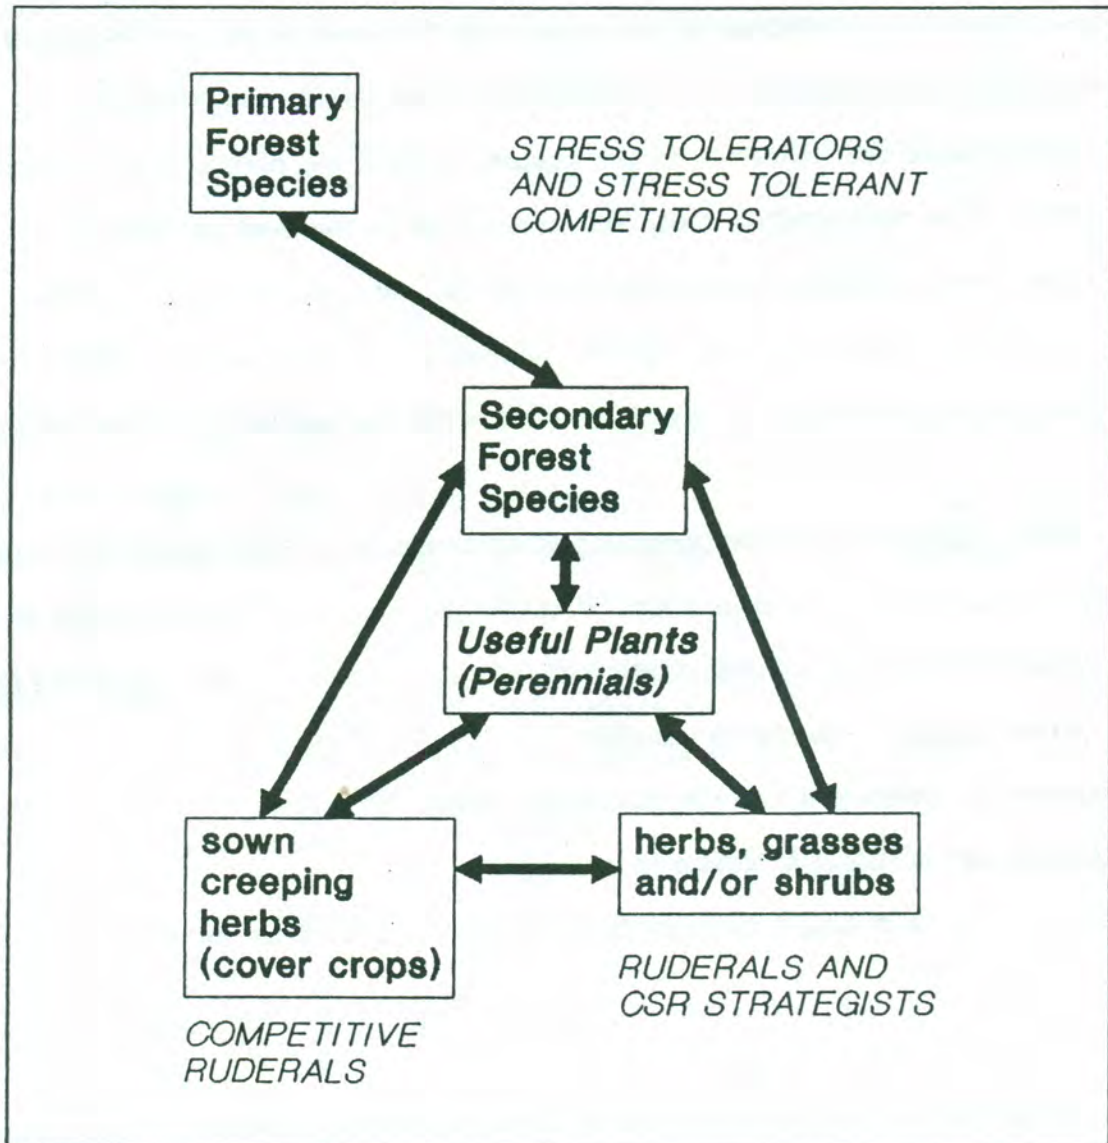 Primary
Forest
Species
STRESS TOLERATORS
AND STRESS TOLERANT
COMPETITORS
Secondary
Forest
Species
Useful Plants
(Perennials)
sown
creeping
herbs
(cover crops)
herbs, grasses
and/or shrubs
RUDERALS AND
CSR STRATEGISTS
COMPETITIVE
RUDERALS